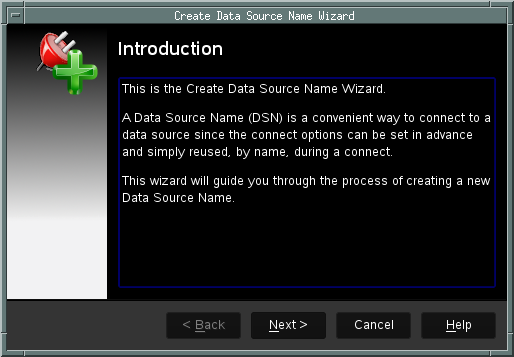 Create Data Source Name Wizard
Introduction
This is the Create Data Source Name Wizard.
A Data Source Name (DSN) is a convenient way to connect to a
data source since the connect options can be set in advance
and simply reused, by name, during a connect.
This wizard will guide you through the process of creating a new
Data Source Name.
< Back
Next >
Cancel
Help